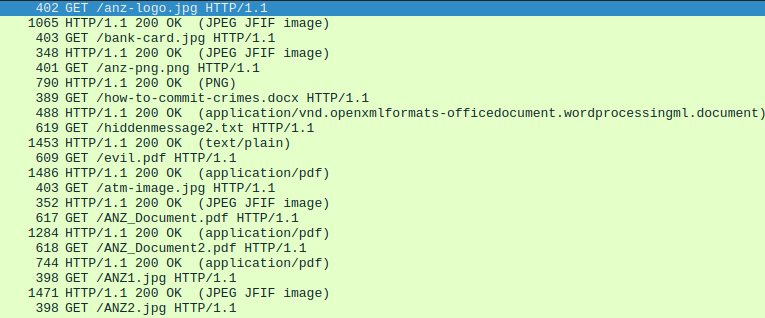 402 GET /anz-logo.jpg HTTP/1.1
1065 HTTP/1.1 200 OK (JPEG JFIF image)
403 GET /bank-card.jpg HTTP/1.1
348 HTTP/1.1 200 OK (JPEG JFIF image)
401 GET /anz-png.png HTTP/1.1
790 HTTP/1.1 200 OK (PNG)
389 GET /how-to-commit-crimes.docx HTTP/1.1
488 HTTP/1.1 200 OK (application/vnd.openxmlformats-officedocument.wordprocessingml.document)
619 GET /hiddenmessage2.txt HTTP/1.1
1453 HTTP/1.1 200 OK (text/plain)
609 GET /evil.pdf HTTP/1.1
1486 HTTP/1.1 200 OK (application/pdf)
403 GET /atm-image.jpg HTTP/1.1
352 HTTP/1.1 200 OK (JPEG JFIF image)
617 GET /ANZ_Document.pdf HTTP/1.1
1284 HTTP/1.1 200 OK (application/pdf)
618 GET /ANZ_Document2.pdf HTTP/1.1
744 HTTP/1.1 200 OK (application/pdf)
398 GET /ANZ1.jpg HTTP/1.1
1471 HTTP/1.1 200 OK (JPEG JFIF image)
398 GET /ANZ2.jpg HTTP/1.1